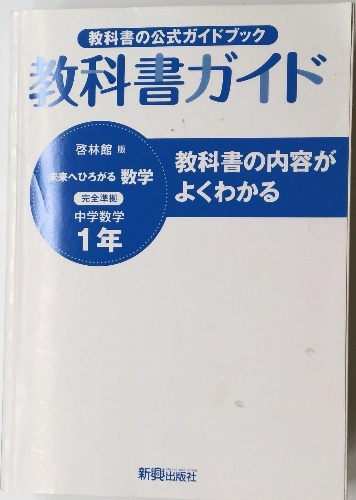 教科書の公式ガイドブック
教科書ガイド
啓林館 版
未来へひろがる 数学
完全準拠
中学数学
1年
教科書の内容が
よくわかる
新興出版社